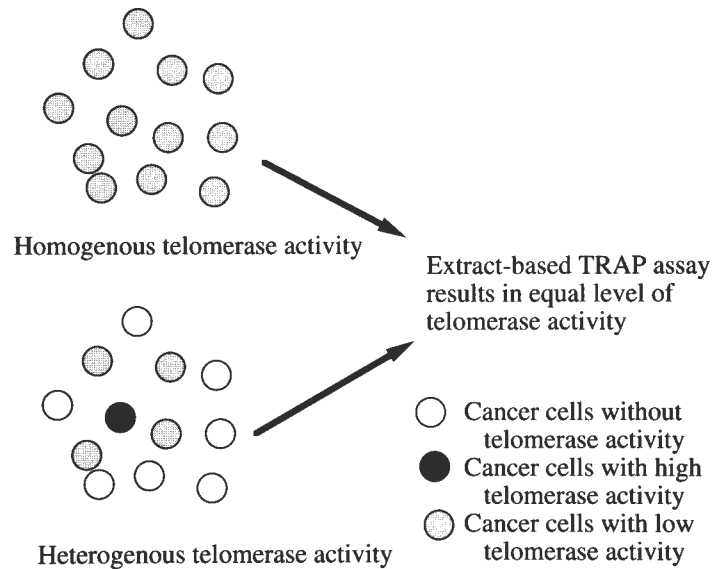 Homogenous telomerase activity
Extract-based TRAP assay
results in equal level of
telomerase activity
Cancer cells without
telomerase activity
Cancer cells with high
telomerase activity
Cancer cells with low
telomerase activity
Heterogenous telomerase activity